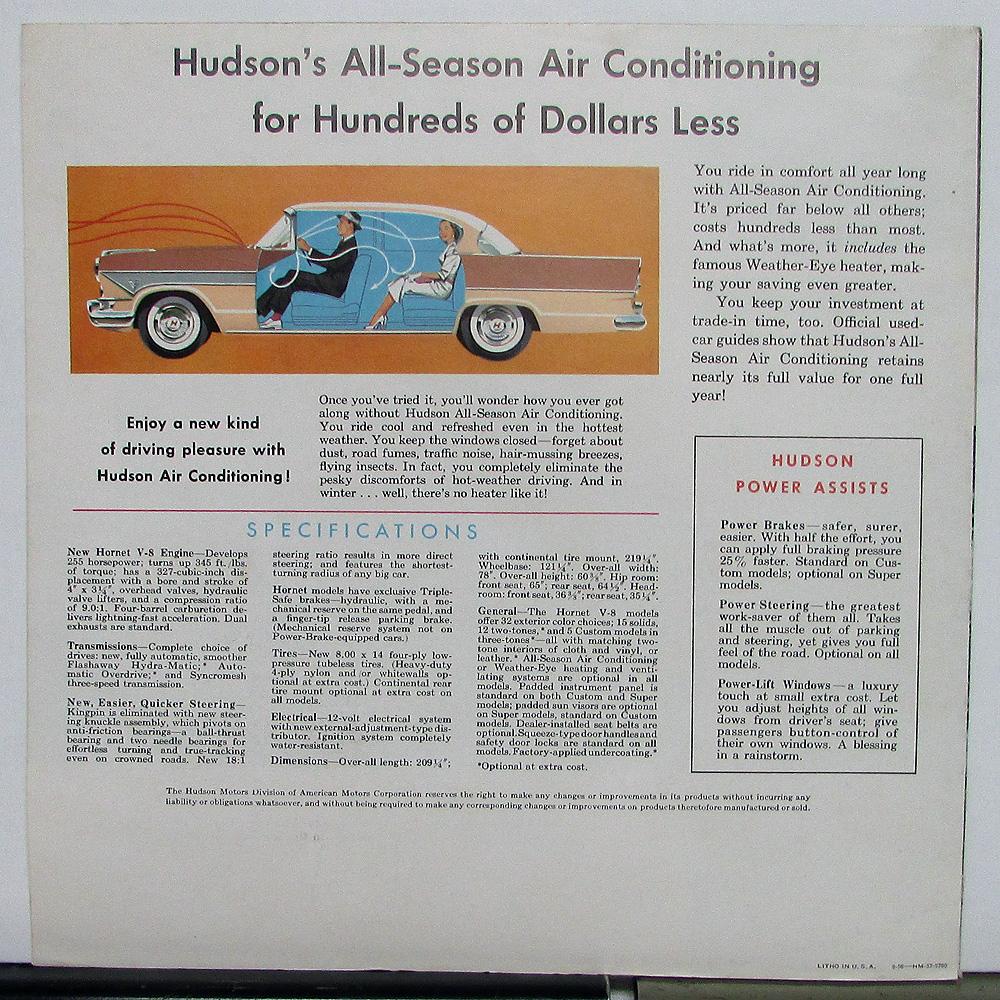 Hudson's All-Season Air Conditioning
for Hundreds of Dollars Less
You ride in comfort all year long
with All-Season Air Conditioning.
It's priced far below all others;
costs hundreds less than most.
And what's more, it includes the
famous Weather-Eye heater, mak-
ing your saving even greater.
You keep your investment at
trade-in time, too. Official used-
car guides show that Hudson's All-
Season Air Conditioning retains
nearly its full value for one full
year!
Enjoy a new kind
of driving pleasure with
Hudson Air Conditioning!
Once you've tried it, you'll wonder how you ever got
along without Hudson All-Season Air Conditioning.
You ride cool and refreshed even in the hottest
weather. You keep the windows closed—forget about
dust, road fumes, traffic noise, hair-mussing breezes,
flying insects. In fact, you completely eliminate the
pesky discomforts of hot-weather driving. And in
winter . . . well, there's no heater like it!
SPECIFICATIONS
New Hornet V-8 Engine—Develops
255 horsepower; turns up 345 ft./lbs.
of torque; has a 327-cubic-inch dis-
placement with a bore and stroke of
4" x 3¼", overhead valves, hydraulic
valve lifters, and a compression ratio
of 9.0:1. Four-barrel carburetion de-
livers lightning-fast acceleration. Dual
exhausts are standard.
Transmissions—Complete choice of
drives: new, fully automatic, smoother
Flashaway Hydra-Matic;* Auto-
matic Overdrive;* and Syncromesh
three-speed transmission.
New, Easier, Quicker Steering—
Kingpin is eliminated with new steer-
ing knuckle assembly, which pivots on
anti-friction bearings—a ball-thrust
bearing and two needle bearings for
effortless turning and true-tracking
even on crowned roads. New 18:1
steering ratio results in more direct
steering; and features the shortest-
turning radius of any big car.
Hornet models have exclusive Triple-
Safe brakes—hydraulic, with a me-
chanical reserve on the same pedal, and
a finger-tip release parking brake.
(Mechanical reserve system not on
Power-Brake-equipped cars.)
Tires—New 8.00 x 14 four-ply low-
pressure tubeless tires. (Heavy-duty
4-ply nylon and/or whitewalls op-
tional at extra cost.) Continental rear
tire mount optional at extra cost on
all models.
Electrical—12-volt electrical system
with new external-adjustment-type dis-
tributor. Ignition system completely
water-resistant.
Dimensions—Over-all length: 209¼";
with continental tire mount, 219¼".
Wheelbase: 121¼". Over-all width:
78". Over-all height: 60⅜". Hip room:
front seat, 65"; rear seat, 64½". Head-
room: front seat, 36⅜"; rear seat, 35¼".
General—The Hornet V-8 models
offer 32 exterior color choices; 15 solids,
12 two-tones,* and 5 Custom models in
three-tones*—all with matching two-
tone interiors of cloth and vinyl, or
leather.* All-Season Air Conditioning
or Weather-Eye heating and venti-
lating systems are optional in all
models. Padded instrument panel is
standard on both Custom and Super
models; padded sun visors are optional
on Super models, standard on Custom
models. Dealer-installed seat belts are
optional. Squeeze-type door handles and
safety door locks are standard on all
models. Factory-applied undercoating.*
*Optional at extra cost.
HUDSON
POWER ASSISTS
Power Brakes—safer, surer,
easier. With half the effort, you
can apply full braking pressure
25% faster. Standard on Cus-
tom models; optional on Super
models.
Power Steering—the greatest
work-saver of them all. Takes
all the muscle out of parking
and steering, yet gives you full
feel of the road. Optional on all
models.
Power-Lift Windows—a luxury
touch at small extra cost. Let
you adjust heights of all win-
dows from driver's seat; give
passengers button-control of
their own windows. A blessing
in a rainstorm.
The Hudson Motors Division of American Motors Corporation reserves the right to make any changes or improvements in its products without incurring any
liability or obligations whatsoever, and without being required to make any corresponding changes or improvements on products theretofore manufactured or sold.
LITHO IN U. S. A.